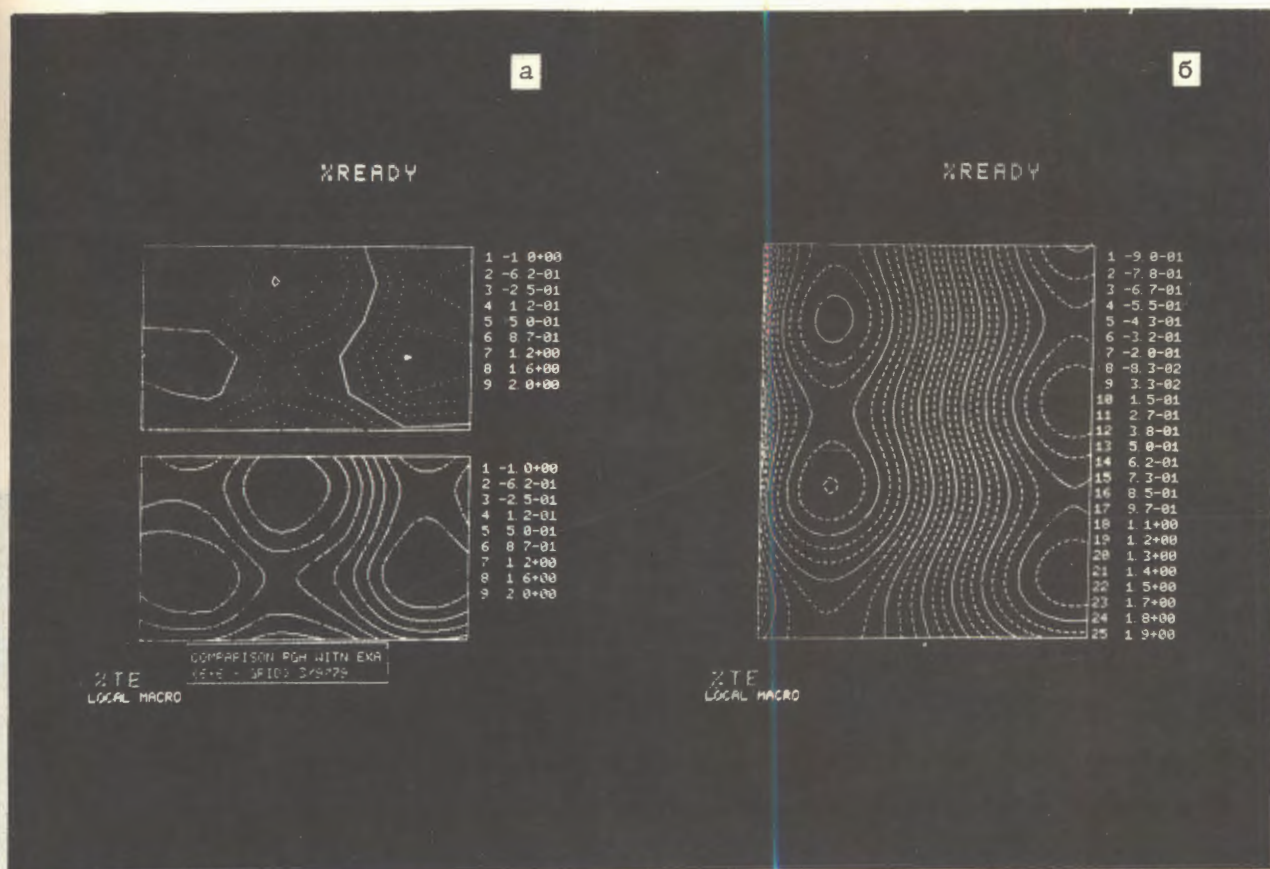 а
%READY
1 -1 0+00
2 -6 2-01
3 -2 5-01
4 1 2-01
5 5 0-01
6 8 7-01
7 1 2+00
8 1 6+00
9 2 0+00
1 -1. 0+00
2 -6. 2-01
3 -2 5-01
4 1 2-01
5 5 0-01
6 8 7-01
7 1 2+00
8 1 6+00
9 2 0+00
COMPARISON PGH WITN EXA
GRID) 3/9/79
%TE
LOCAL MACRO
б
%READY
1 -9 0-01
2 -7. 8-01
3 -6. 7-01
4 -5. 5-01
5 -4. 3-01
6 -3. 2-01
7 -2. 0-01
8 -8. 3-02
9 3. 3-02
10 1. 5-01
11 2 7-01
12 3 8-01
13 5 0-01
14 6. 2-01
15 7. 3-01
16 8. 5-01
17 9. 7-01
18 1. 1+00
19 1. 2+00
20 1. 3+00
21 1. 4+00
22 1. 5+00
23 1. 7+00
24 1. 8+00
25 1 9+00
%TE
LOCAL MACRO